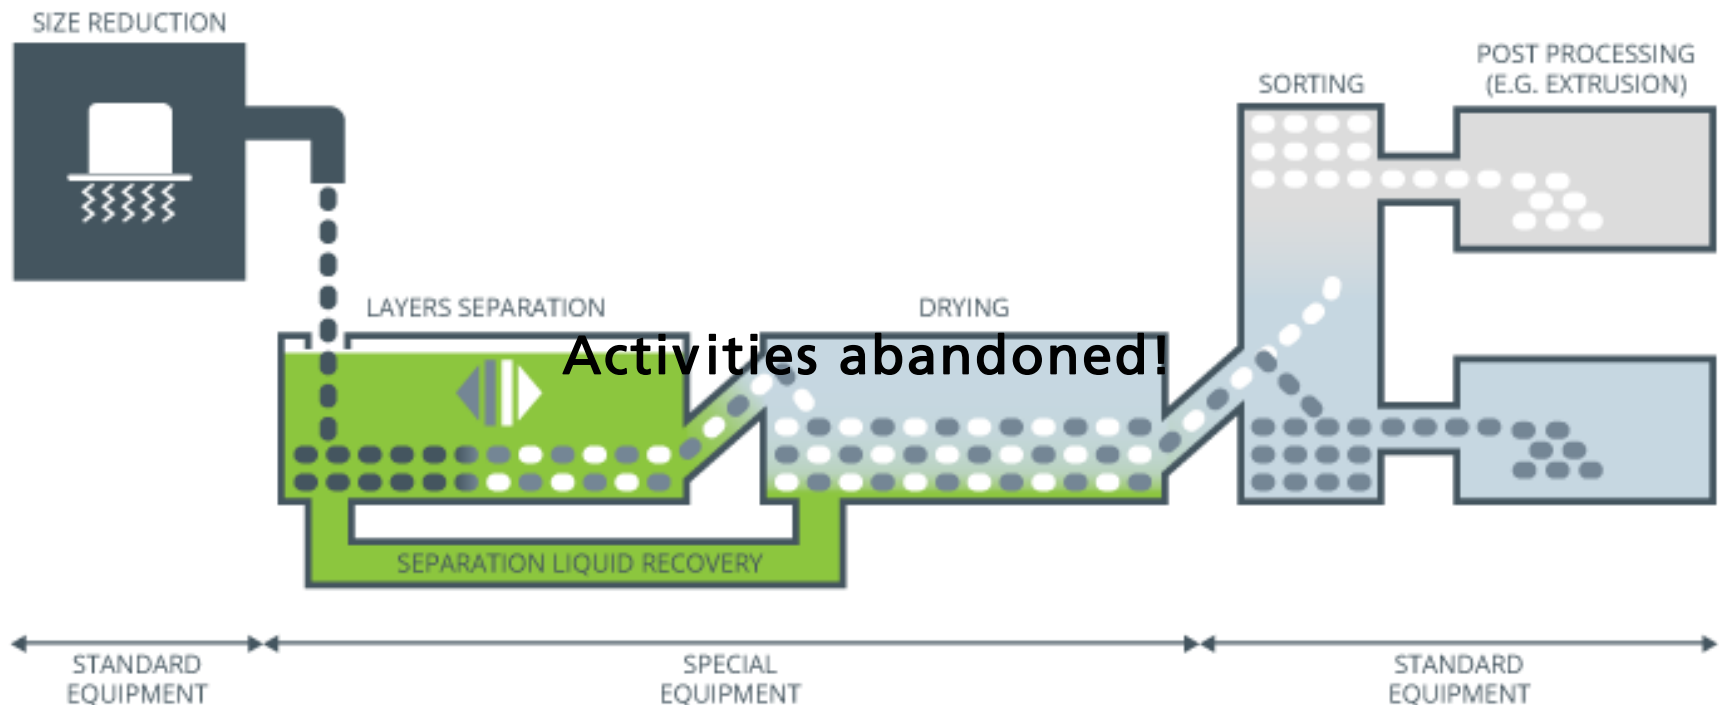 SIZE REDUCTION
POST PROCESSING
(E.G. EXTRUSION)
SORTING
LAYERS SEPARATION
DRYING
Activities abandoned!
SEPARATION LIQUID RECOVERY
STANDARD
EQUIPMENT
SPECIAL
EQUIPMENT
STANDARD
EQUIPMENT